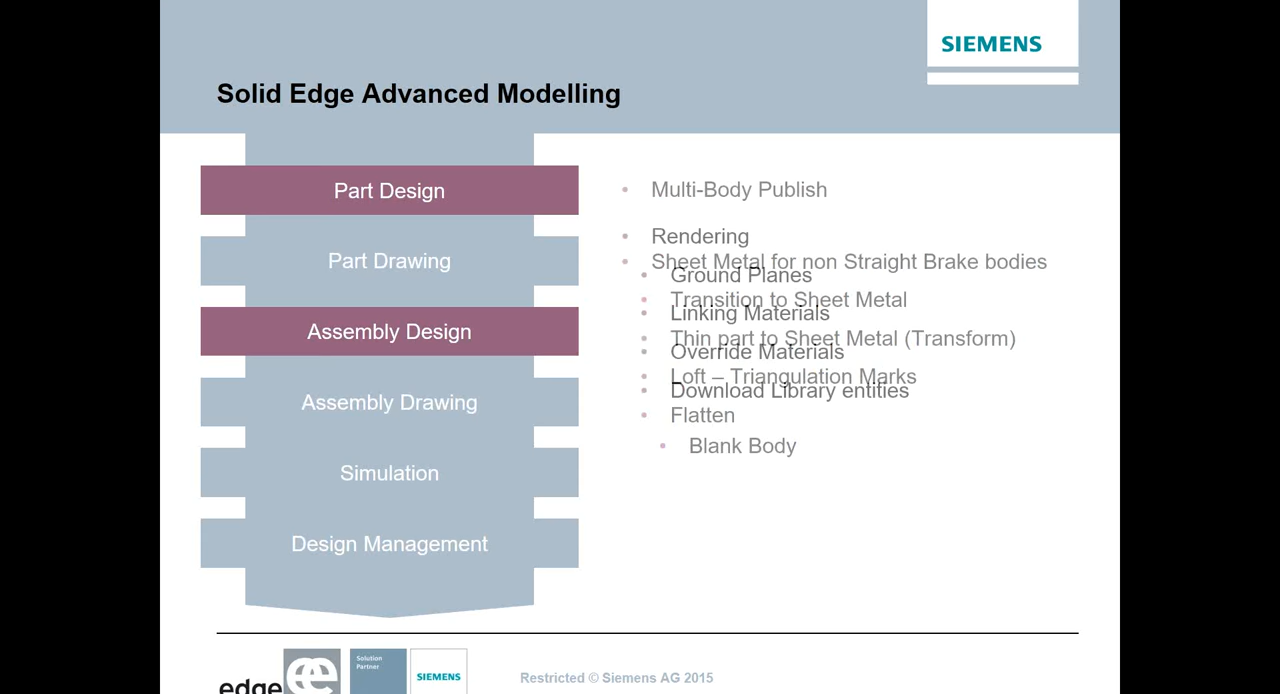 SIEMENS
Solid Edge Advanced Modelling
Part Design
Part Drawing
Assembly Design
Assembly Drawing
Simulation
Design Management
• Multi-Body Publish
• Rendering
• Sheet Metal for non Straight Brake bodies
• Ground Planes
• Transition to Sheet Metal
• Linking Materials
• Thin part to Sheet Metal (Transform)
• Override Materials
• Loft – Triangulation Marks
• Download Library entities
• Flatten
• Blank Body
edge
ee
Solution
Partner
SIEMENS
Restricted © Siemens AG 2015